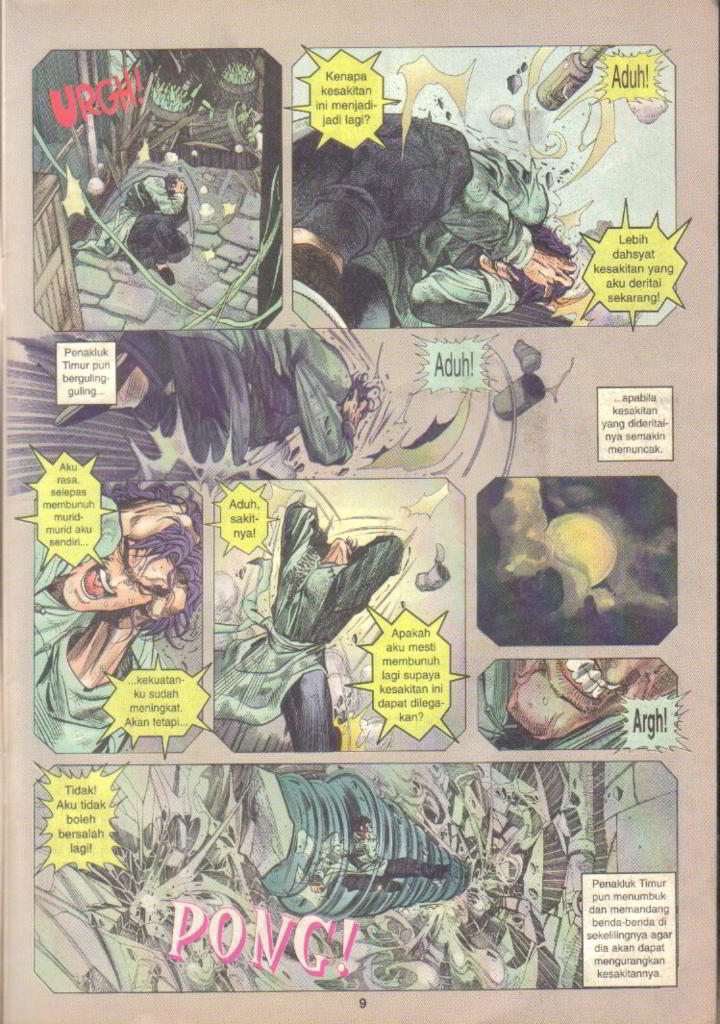 URGH!
Kenapa
kesakitan
ini menjadi-
jadi lagi?
Aduh!
Lebih
dahsyat
kesakitan yang
aku deritai
sekarang!
Penakluk
Timur pun
berguling-
guling...
Aduh!
...apabila
kesakitan
yang dideritai-
nya semakin
memuncak.
Aku
rasa,
selepas
membunuh
murid-
murid aku
sendiri...
...kekuatan-
ku sudah
meningkat.
Akan tetapi...
Aduh,
sakit-
nya!
Apakah
aku mesti
membunuh
lagi supaya
kesakitan ini
dapat dilega-
kan?
Argh!
Tidak!
Aku tidak
boleh
bersalah
lagi!
PONG!
Penakluk Timur
pun menumbuk
dan memandang
benda-benda di
sekelilingnya agar
dia akan dapat
mengurangkan
kesakitannya.
9